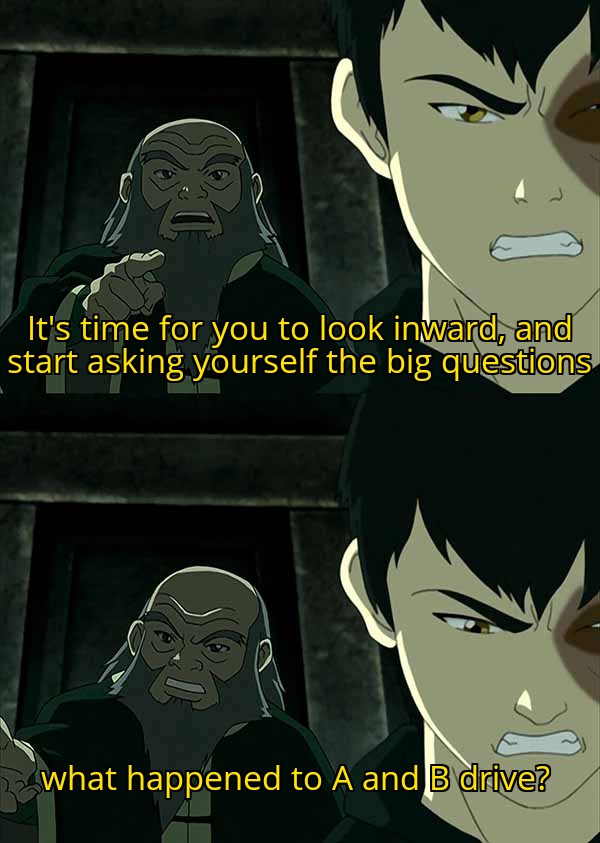 It's time for you to look inward, and
start asking yourself the big questions
what happened to A and B drive?